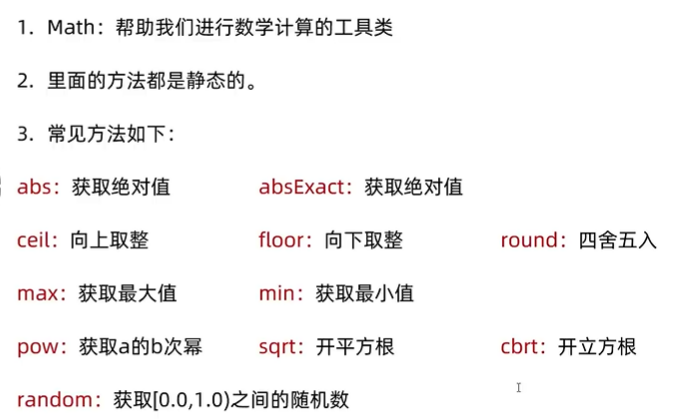 1. Math：帮助我们进行数学计算的工具类
2. 里面的方法都是静态的。
3. 常见方法如下：
abs：获取绝对值 absExact：获取绝对值
ceil：向上取整 floor：向下取整 round：四舍五入
max：获取最大值 min：获取最小值
pow：获取a的b次幂 sqrt：开平方根 cbrt：开立方根
random：获取[0.0,1.0)之间的随机数